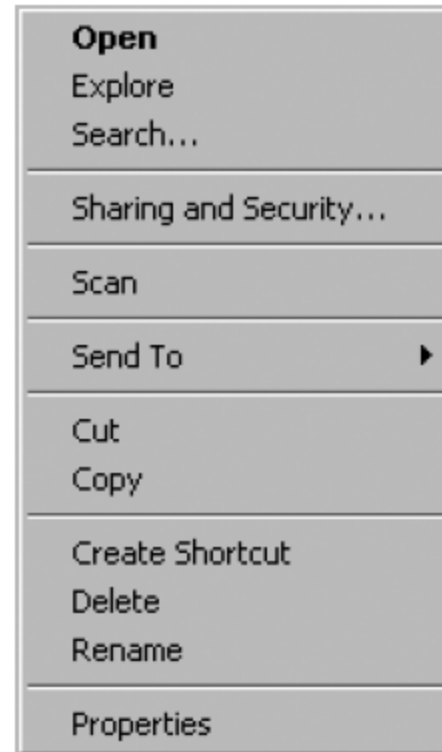 Open
Explore
Search...
Sharing and Security...
Scan
Send To
Cut
Copy
Create Shortcut
Delete
Rename
Properties